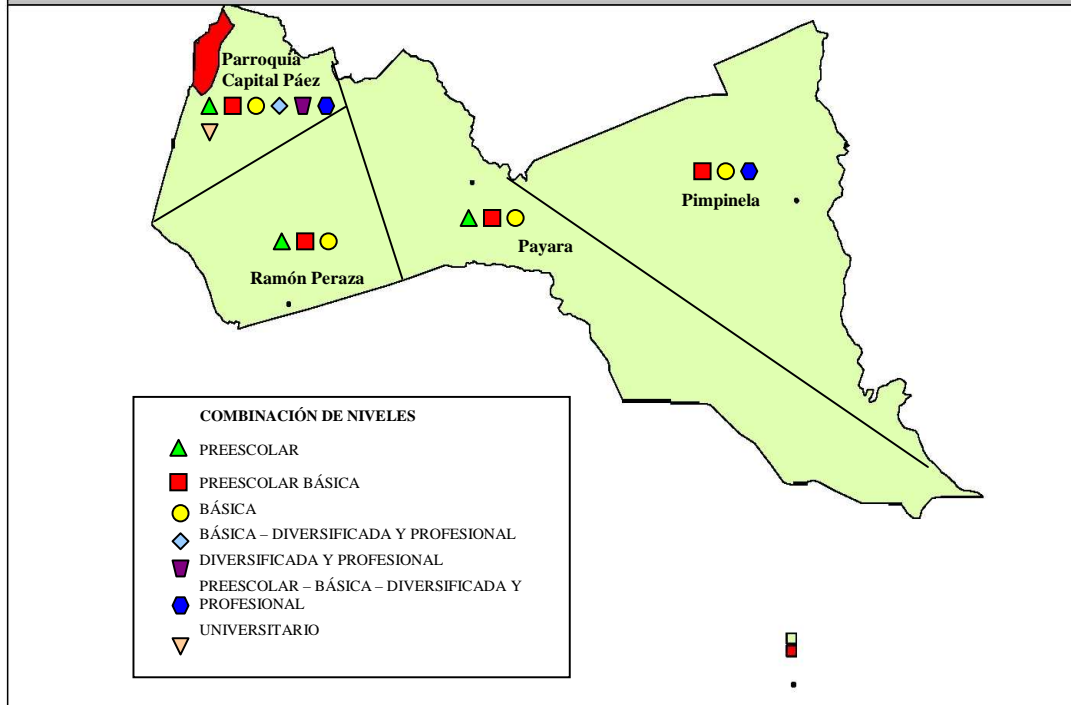 Parroquia
Capital Páez
Pimpinela
Payara
Ramón Peraza
COMBINACIÓN DE NIVELES
PREESCOLAR
PREESCOLAR BÁSICA
BÁSICA
BÁSICA – DIVERSIFICADA Y PROFESIONAL
DIVERSIFICADA Y PROFESIONAL
PREESCOLAR – BÁSICA – DIVERSIFICADA Y
PROFESIONAL
UNIVERSITARIO